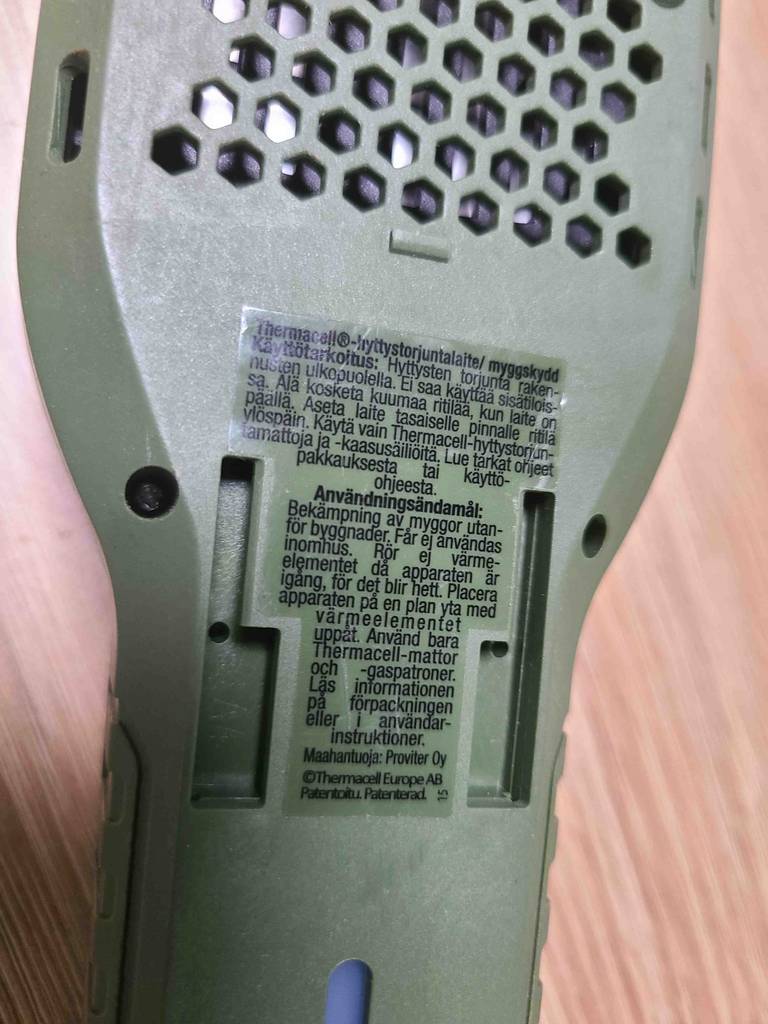 Thermacell®-hyttystorjuntalaite/ myggskydd
Käyttötarkoitus: Hyttysten torjunta raken-
nusten ulkopuolella. Ei saa käyttää sisätilois-
sa. Älä kosketa kuumaa ritilää, kun laite on
päällä. Aseta laite tasaiselle pinnalle ritilä
ylöspäin. Käytä vain Thermacell-hyttystorjun-
tamattoja ja -kaasusäiliöitä. Lue tarkat ohjeet
pakkauksesta tai käyttö-
ohjeesta.
Användningsändamål:
Bekämpning av myggor utan-
för byggnader. Får ej användas
inomhus. Rör ej värme-
elementet då apparaten är
igång, för det blir hett. Placera
apparaten på en plan yta med
värmeelementet
uppåt. Använd bara
Thermacell-mattor
och -gaspatroner.
Läs informationen
på förpackningen
eller i användar-
instruktioner.
Maahantuoja: Proviter Oy
©Thermacell Europe AB
Patentoitu. Patenterad.
15